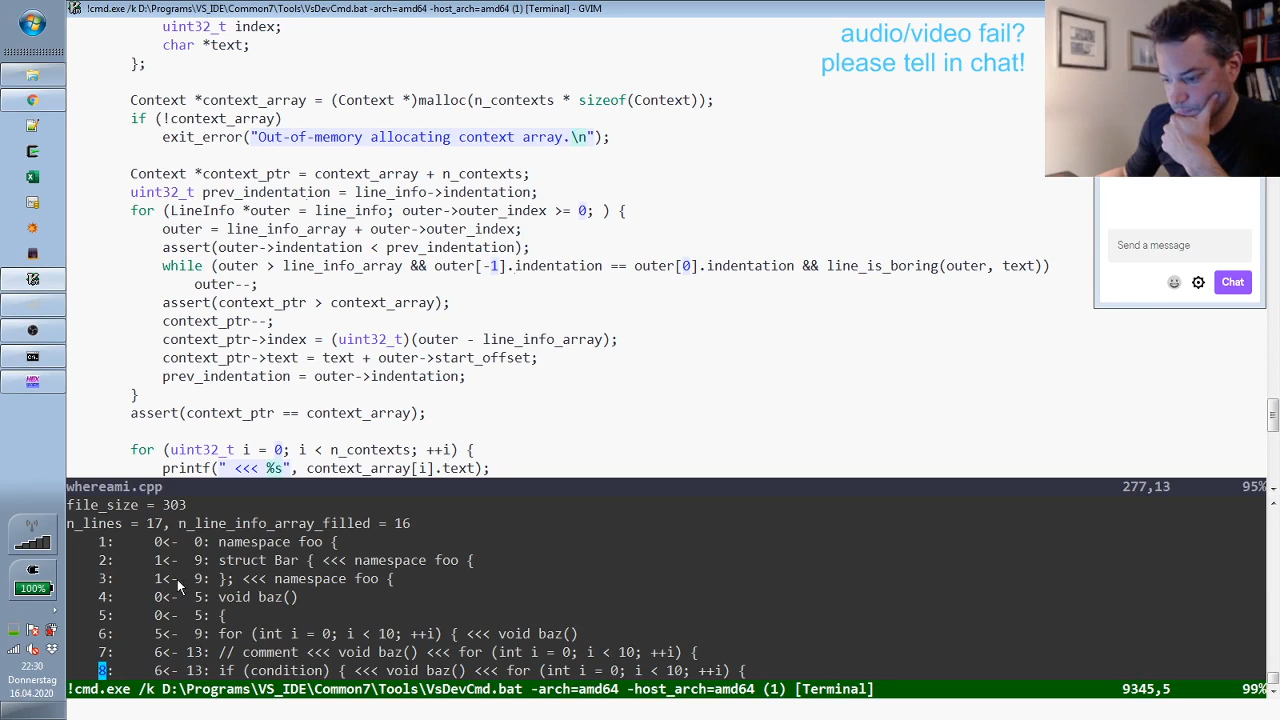 !cmd.exe /k D:\Programs\VS_IDE\Common7\Tools\VsDevCmd.bat -arch=amd64 -host_arch=amd64 (1) [Terminal] - GVIM
audio/video fail?
please tell in chat!
uint32_t index;
char *text;
};
Context *context_array = (Context *)malloc(n_contexts * sizeof(Context));
if (!context_array)
exit_error("Out-of-memory allocating context array.\n");
Context *context_ptr = context_array + n_contexts;
uint32_t prev_indentation = line_info->indentation;
for (LineInfo *outer = line_info; outer->outer_index >= 0; ) {
outer = line_info_array + outer->outer_index;
assert(outer->indentation < prev_indentation);
while (outer > line_info_array && outer[-1].indentation == outer[0].indentation && line_is_boring(outer, text))
outer--;
assert(context_ptr > context_array);
context_ptr--;
context_ptr->index = (uint32_t)(outer - line_info_array);
context_ptr->text = text + outer->start_offset;
prev_indentation = outer->indentation;
}
assert(context_ptr == context_array);
for (uint32_t i = 0; i < n_contexts; ++i) {
printf(" <<< %s", context_array[i].text);
Send a message
Chat
whereami.cpp 277,13 95%
file_size = 303
n_lines = 17, n_line_info_array_filled = 16
1: 0<- 0: namespace foo {
2: 1<- 9: struct Bar { <<< namespace foo {
3: 1<- 9: }; <<< namespace foo {
4: 0<- 5: void baz()
5: 0<- 5: {
6: 5<- 9: for (int i = 0; i < 10; ++i) { <<< void baz()
7: 6<- 13: // comment <<< void baz() <<< for (int i = 0; i < 10; ++i) {
8: 6<- 13: if (condition) { <<< void baz() <<< for (int i = 0; i < 10; ++i) {
!cmd.exe /k D:\Programs\VS_IDE\Common7\Tools\VsDevCmd.bat -arch=amd64 -host_arch=amd64 (1) [Terminal] 9345,5 99%
HEX
100%
22:30
Donnerstag
16.04.2020